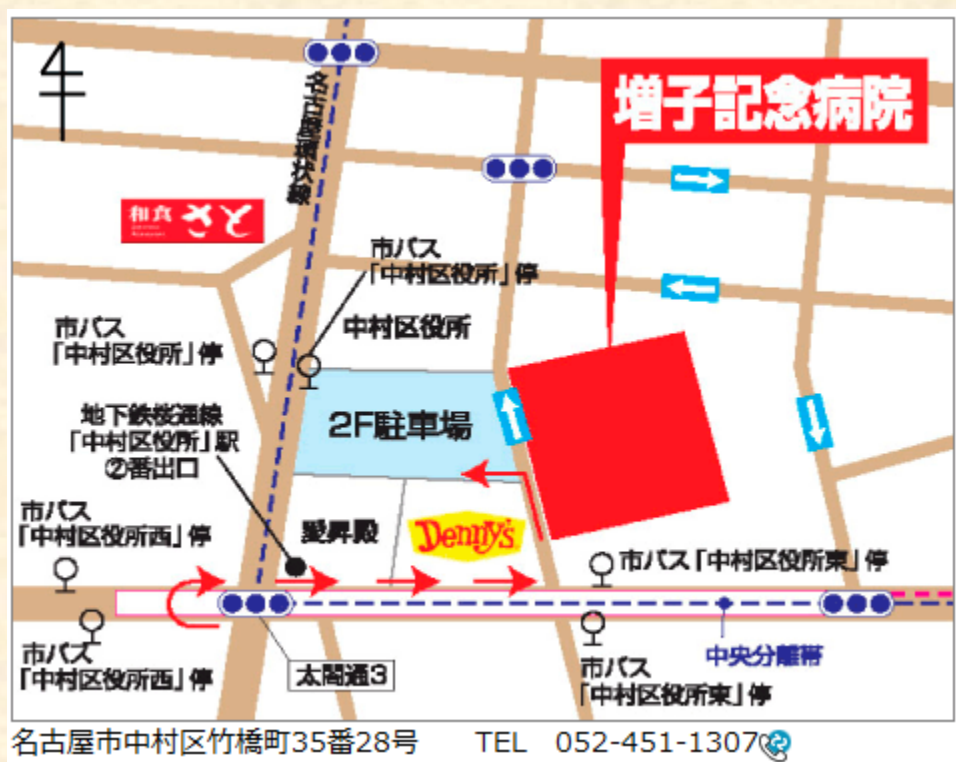 増子記念病院
名古屋環状線
和食さと
市バス
「中村区役所」停
中村区役所
市バス
「中村区役所」停
2F駐車場
地下鉄桜通線
「中村区役所」駅
②番出口
市バス
「中村区役所西」停
愛昇殿
Denny's
市バス「中村区役所東」停
市バス
「中村区役所西」停
太閤通3
中央分離帯
市バス
「中村区役所東」停
名古屋市中村区竹橋町35番28号 TEL 052-451-1307